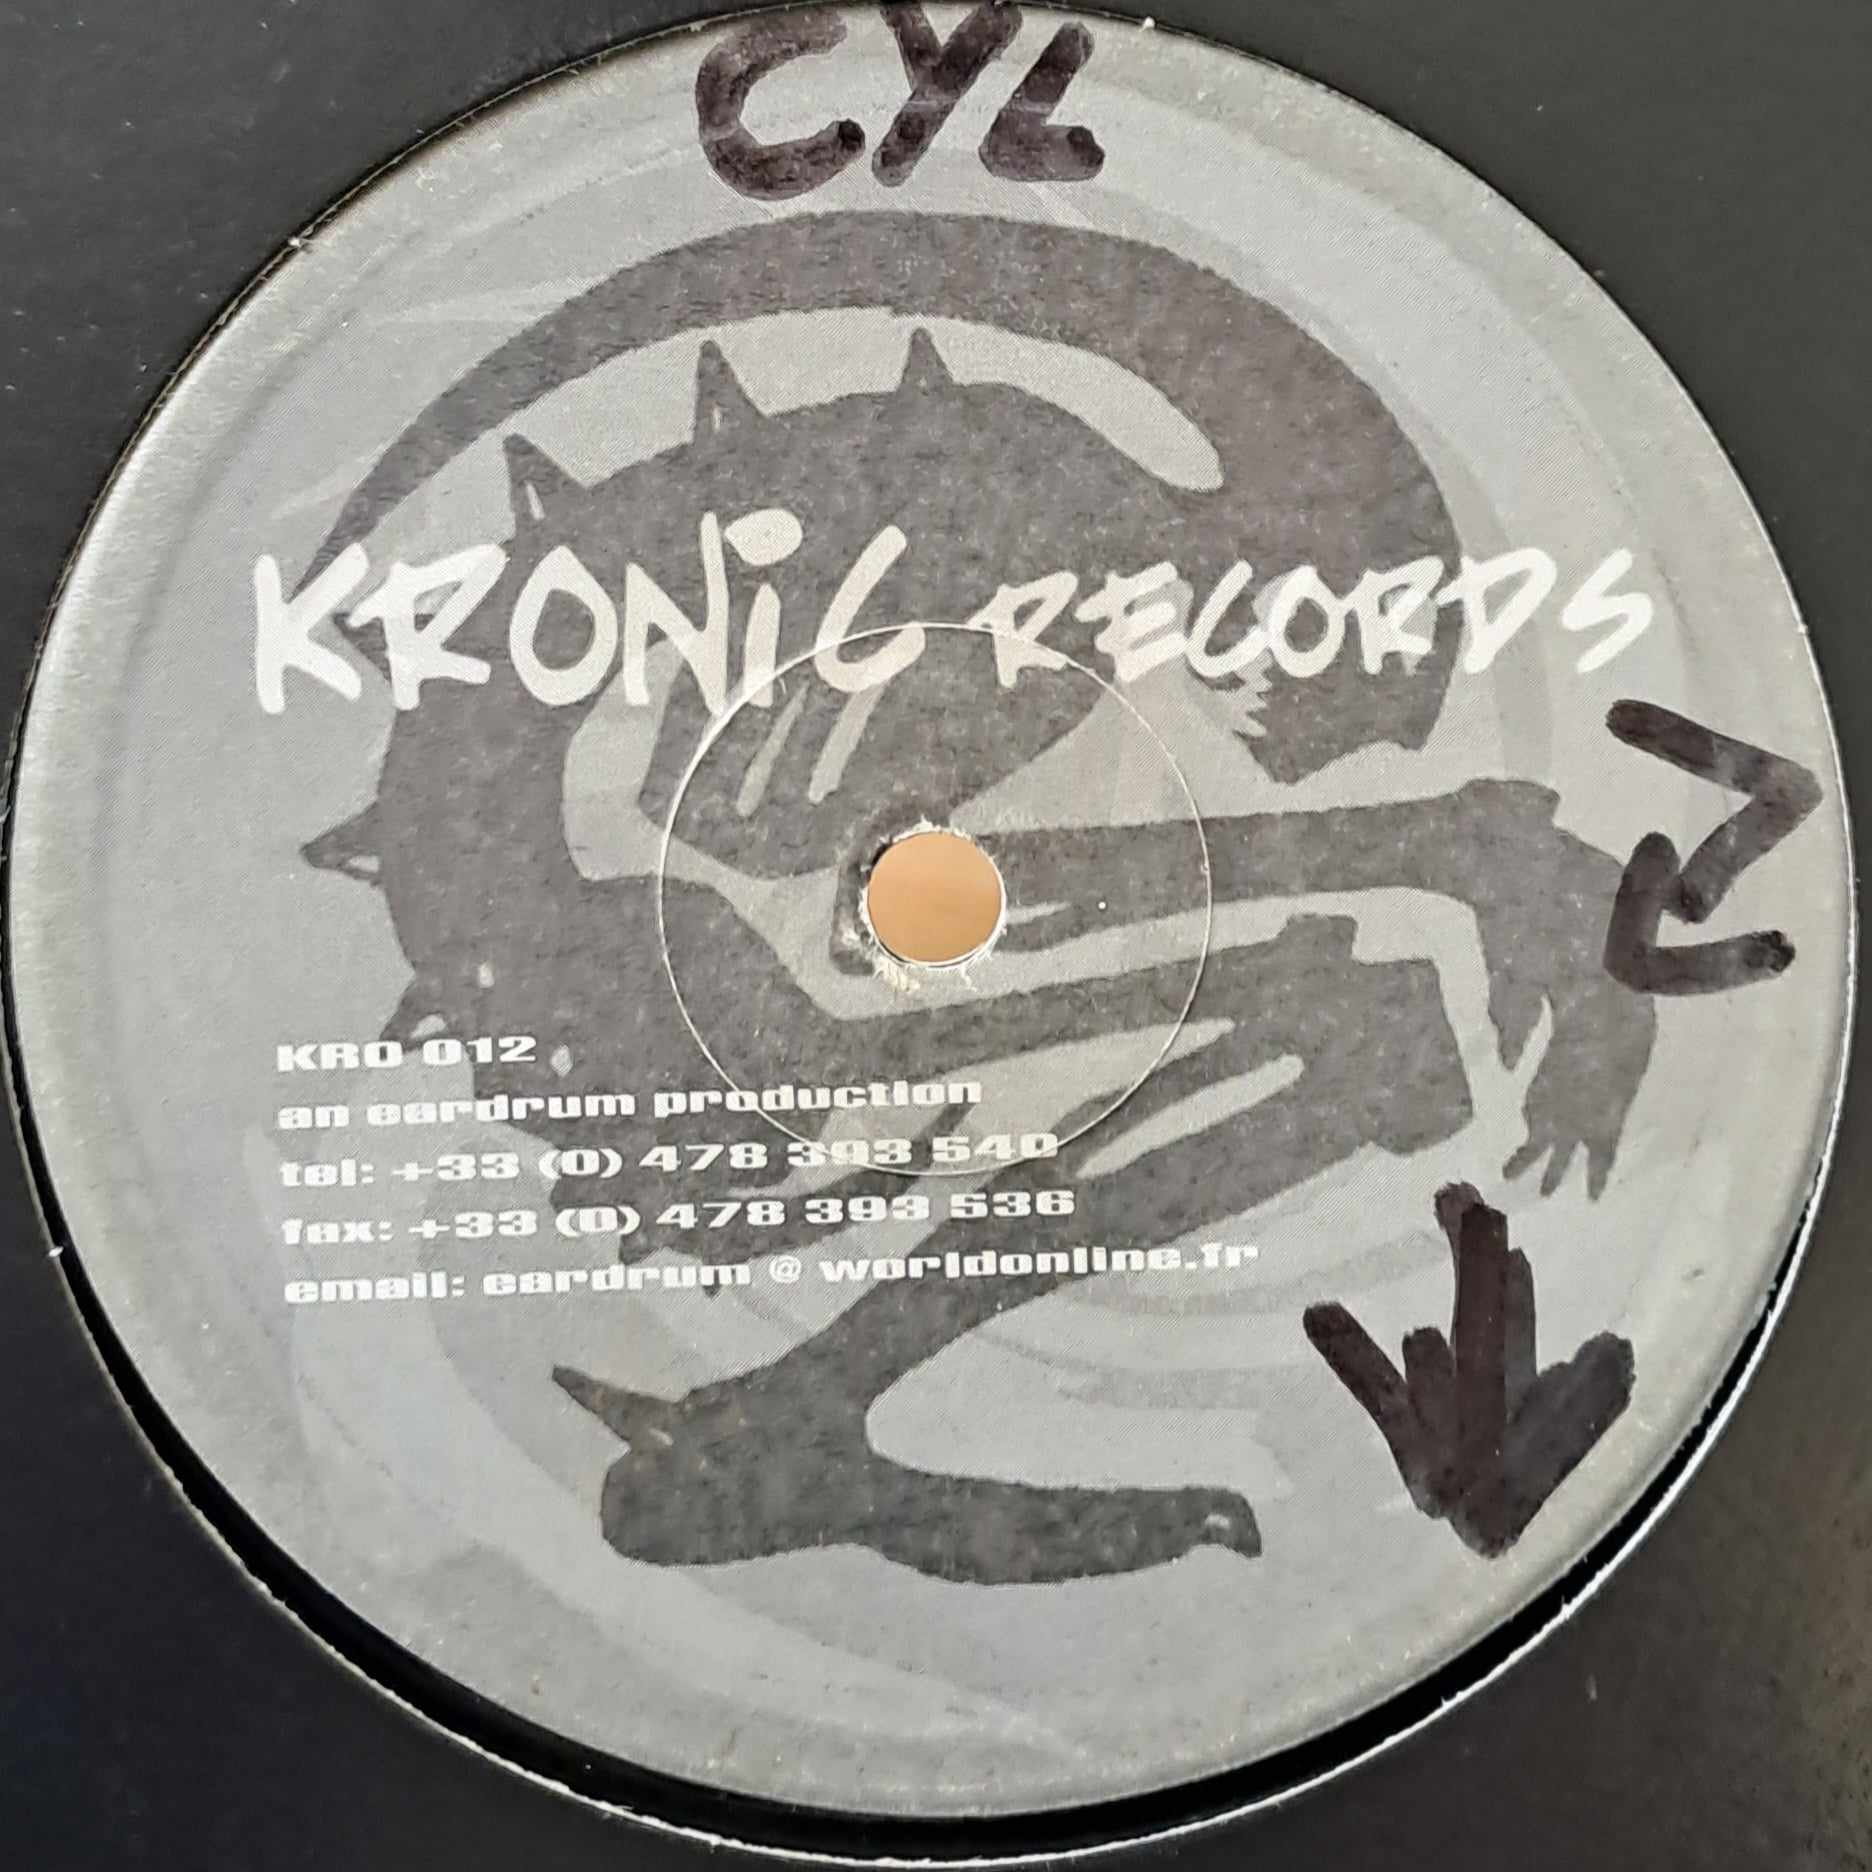 CYL
KRONiC RECORDS
KRO 012
an eardrum production
tel: +33 (0) 478 393 540
fax: +33 (0) 478 393 536
email: eardrum @ worldonline.fr